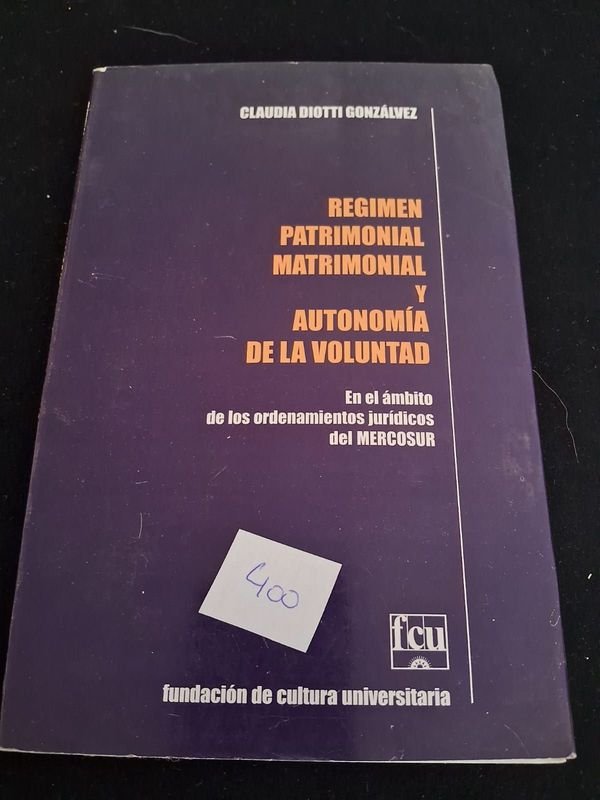 CLAUDIA DIOTTI GONZÁLVEZ
REGIMEN
PATRIMONIAL
MATRIMONIAL
Y
AUTONOMÍA
DE LA VOLUNTAD
En el ámbito
de los ordenamientos jurídicos
del MERCOSUR
400
fcu
fundación de cultura universitaria